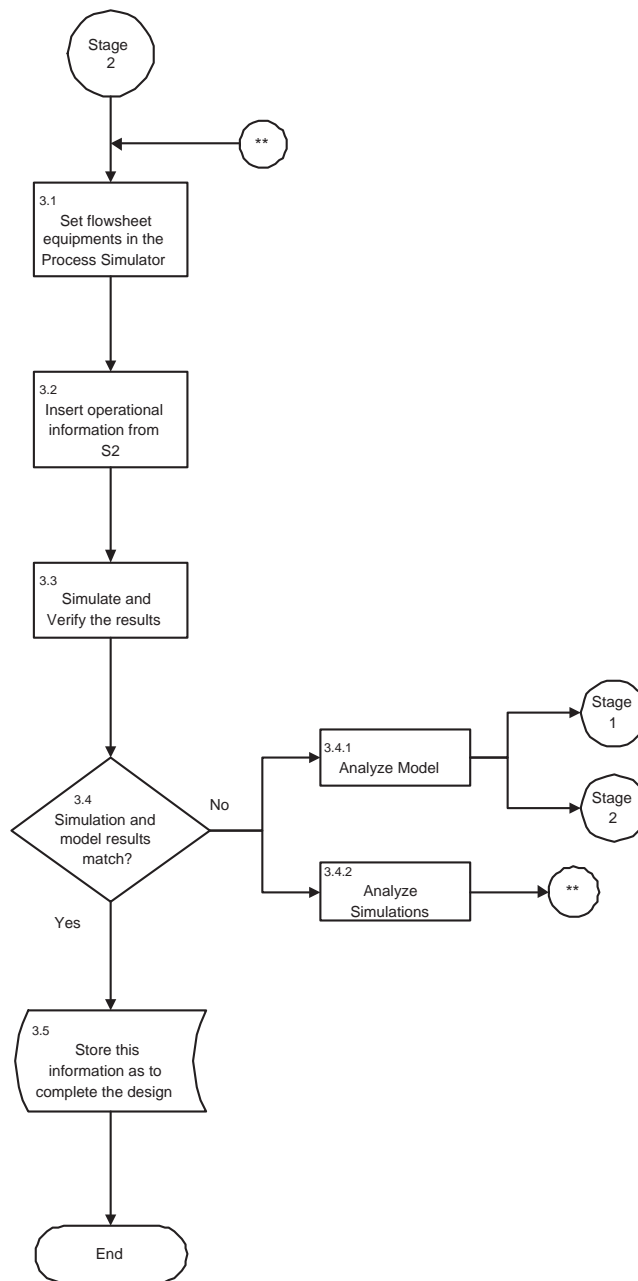 Stage
2
**
3.1
Set flowsheet
equipments in the
Process Simulator
3.2
Insert operational
information from
S2
3.3
Simulate and
Verify the results
3.4
Simulation and
model results
match?
No
Yes
3.4.1
Analyze Model
Stage
1
Stage
2
3.4.2
Analyze
Simulations
**
3.5
Store this
information as to
complete the design
End